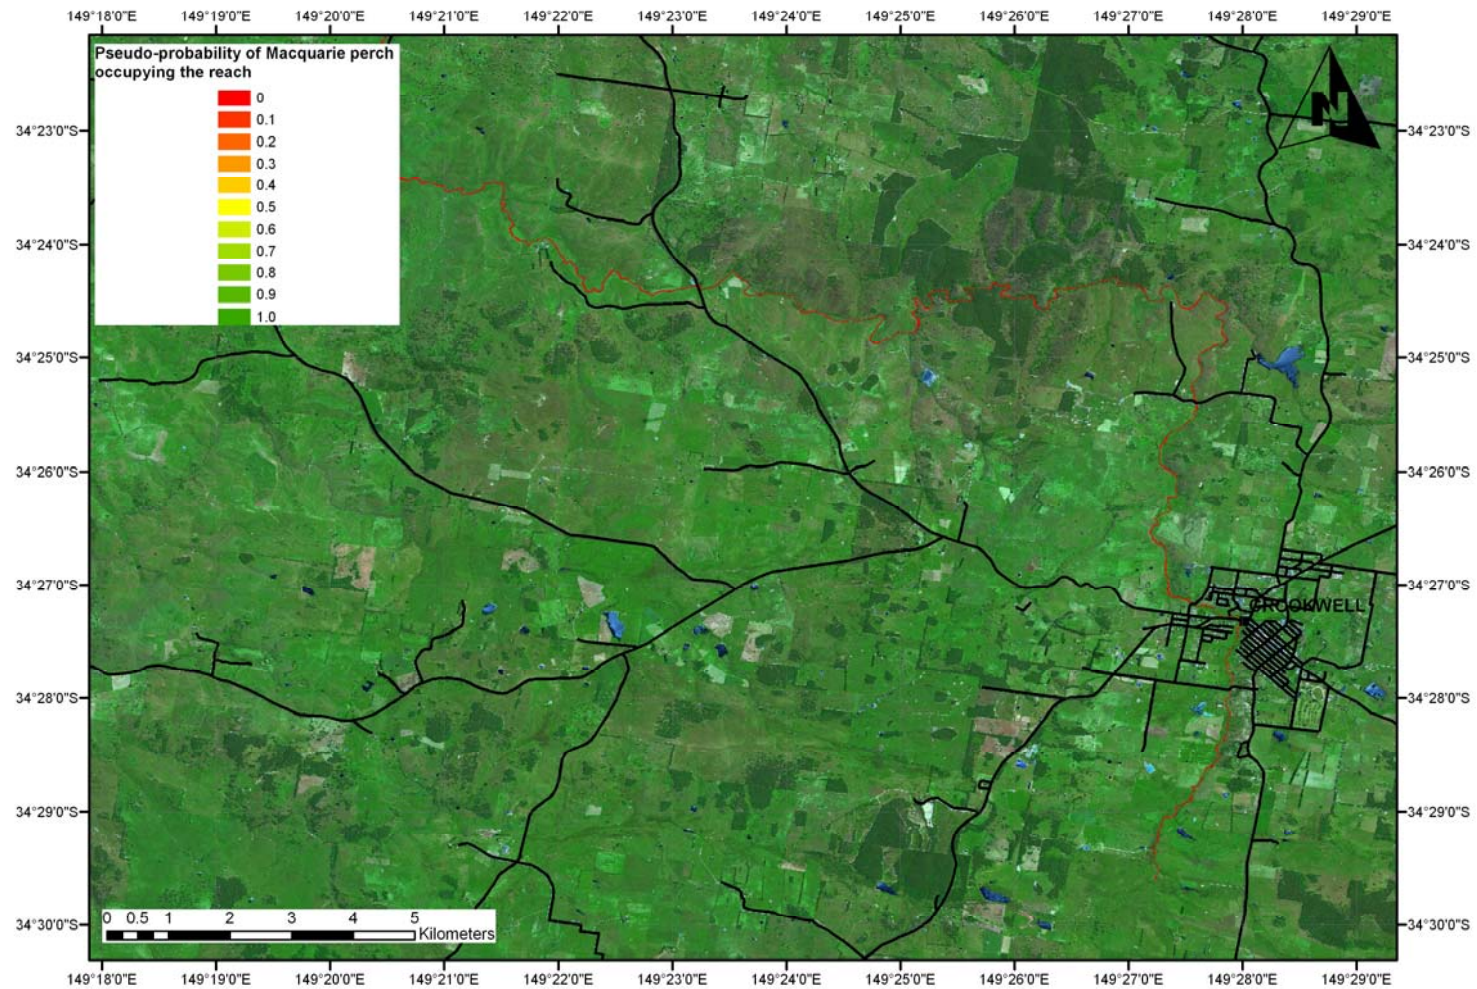 149°18'0"E 149°19'0"E 149°20'0"E 149°21'0"E 149°22'0"E 149°23'0"E 149°24'0"E 149°25'0"E 149°26'0"E 149°27'0"E 149°28'0"E 149°29'0"E
Pseudo-probability of Macquarie perch
occupying the reach
0
0.1
0.2
0.3
0.4
0.5
0.6
0.7
0.8
0.9
1.0
N
34°23'0"S 34°23'0"S
34°24'0"S 34°24'0"S
34°25'0"S 34°25'0"S
34°26'0"S 34°26'0"S
34°27'0"S 34°27'0"S
CROOKWELL
34°28'0"S 34°28'0"S
34°29'0"S 34°29'0"S
34°30'0"S 34°30'0"S
0 0.5 1 2 3 4 5
Kilometers
149°18'0"E 149°19'0"E 149°20'0"E 149°21'0"E 149°22'0"E 149°23'0"E 149°24'0"E 149°25'0"E 149°26'0"E 149°27'0"E 149°28'0"E 149°29'0"E